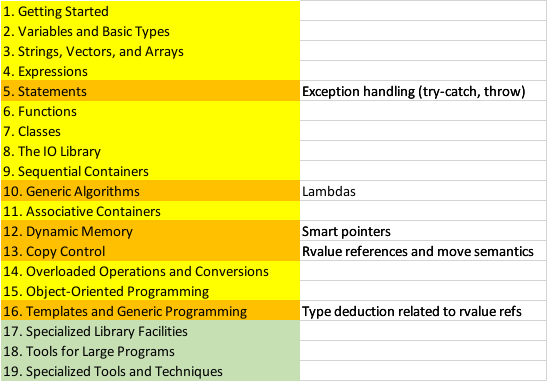 1. Getting Started
2. Variables and Basic Types
3. Strings, Vectors, and Arrays
4. Expressions
5. Statements Exception handling (try-catch, throw)
6. Functions
7. Classes
8. The IO Library
9. Sequential Containers
10. Generic Algorithms Lambdas
11. Associative Containers
12. Dynamic Memory Smart pointers
13. Copy Control Rvalue references and move semantics
14. Overloaded Operations and Conversions
15. Object-Oriented Programming
16. Templates and Generic Programming Type deduction related to rvalue refs
17. Specialized Library Facilities
18. Tools for Large Programs
19. Specialized Tools and Techniques